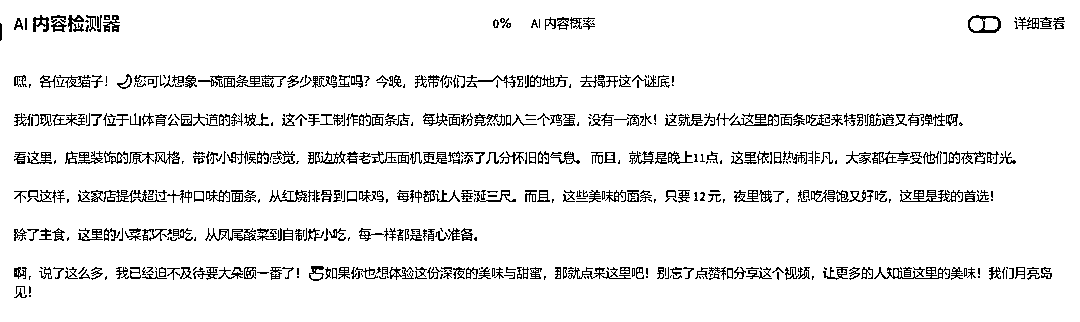 AI 内容检测器
0% AI 内容概率
详细查看
嘿，各位夜猫子！🌙您可以想象一碗面条里藏了多少颗鸡蛋吗？今晚，我带你们去一个特别的地方，去揭开这个谜底！
我们现在来到了位于山体育公园大道的斜坡上，这个手工制作的面条店，每块面粉竟然加入三个鸡蛋，没有一滴水！这就是为什么这里的面条吃起来特别筋道又有弹性啊。
看这里，店里装饰的原木风格，带你小时候的感觉，那边放着老式压面机更是增添了几分怀旧的气息。而且，就算是晚上11点，这里依旧热闹非凡，大家都在享受他们的夜宵时光。
不只这样，这家店提供超过十种口味的面条，从红烧排骨到口味鸡，每种都让人垂涎三尺。而且，这些美味的面条，只要 12 元，夜里饿了，想吃得饱又好吃，这里是我的首选！
除了主食，这里的小菜都不想吃，从凤尾酸菜到自制炸小吃，每一样都是精心准备。
啊，说了这么多，我已经迫不及待要大朵颐一番了！如果你也想体验这份深夜的美味与甜蜜，那就点来这里吧！别忘了点赞和分享这个视频，让更多的人知道这里的美味！我们月亮岛
见！